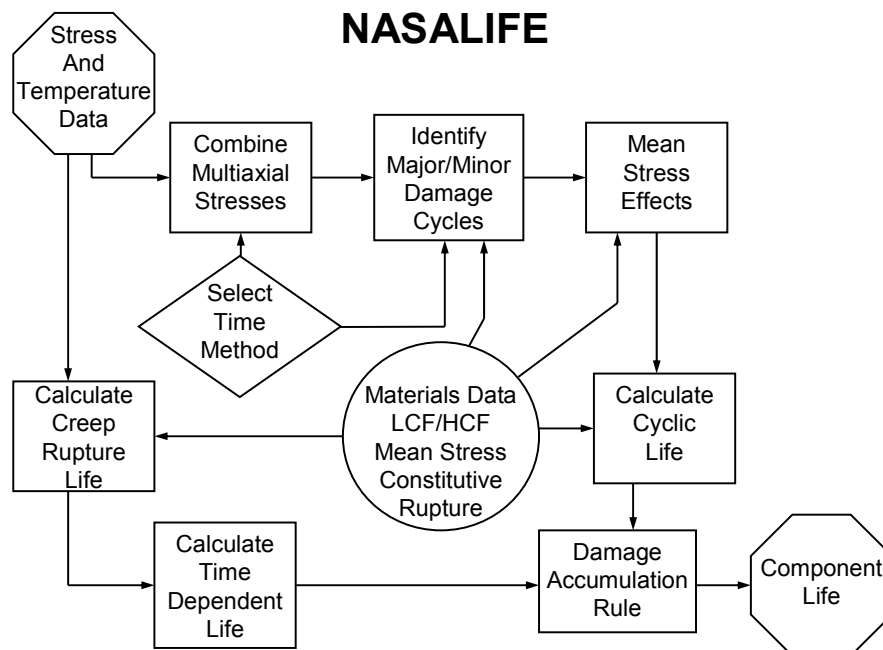 NASALIFE
Stress
And
Temperature
Data
Combine
Multiaxial
Stresses
Identify
Major/Minor
Damage
Cycles
Mean
Stress
Effects
Select
Time
Method
Calculate
Creep
Rupture
Life
Materials Data
LCF/HCF
Mean Stress
Constitutive
Rupture
Calculate
Cyclic
Life
Calculate
Time
Dependent
Life
Damage
Accumulation
Rule
Component
Life